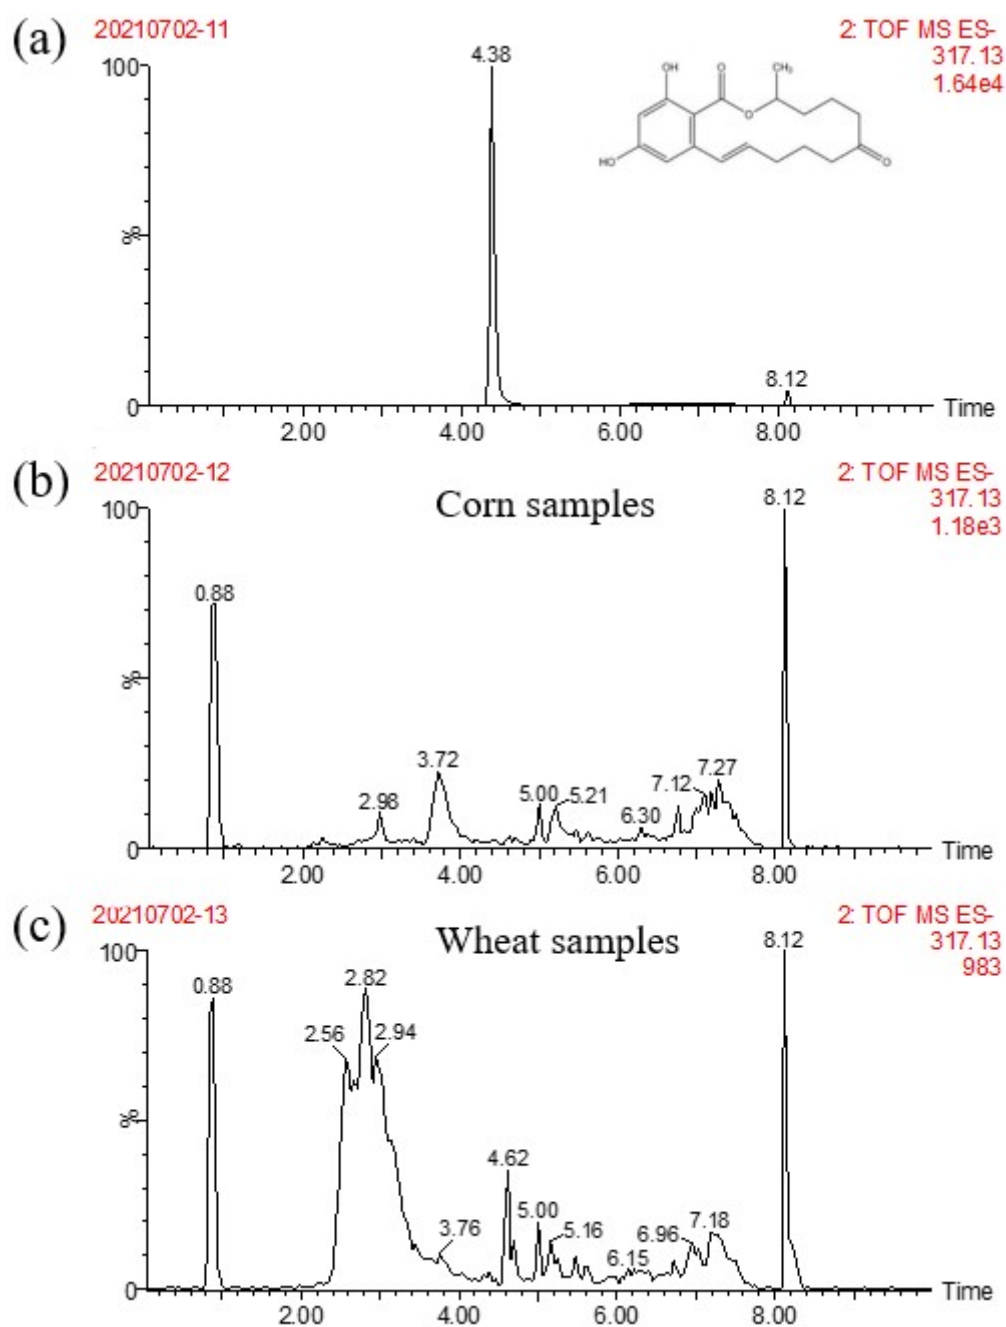 (a)
20210702-11
2: TOF MS ES-
317.13
1.64e4
100
4.38
OH
O
CH₃
O
HO
O
%
8.12
0
2.00 4.00 6.00 8.00 Time
(b)
20210702-12
Corn samples
2: TOF MS ES-
317.13
1.18e3
100
8.12
0.88
%
3.72
2.98
5.00 5.21
6.30
7.12 7.27
0
2.00 4.00 6.00 8.00 Time
(c)
20210702-13
Wheat samples
2: TOF MS ES-
317.13
983
100
8.12
0.88
2.82
2.56 2.94
%
4.62
5.00
3.76 5.16
6.15
6.96 7.18
0
2.00 4.00 6.00 8.00 Time